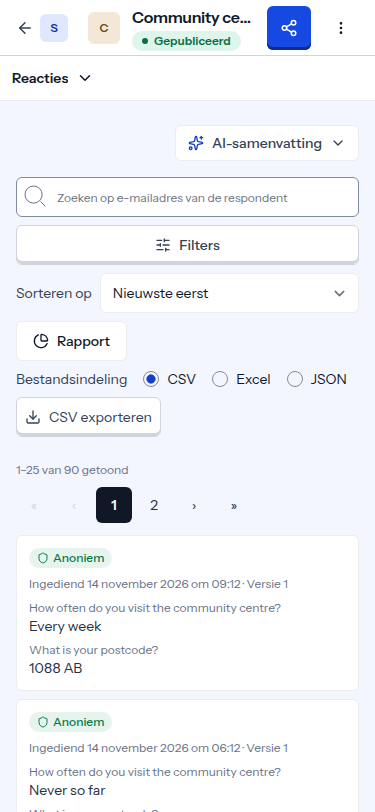 S
C
Community ce...
Gepubliceerd
Reacties
AI-samenvatting
Zoeken op e-mailadres van de respondent
Filters
Sorteren op
Nieuwste eerst
Rapport
Bestandsindeling
CSV
Excel
JSON
CSV exporteren
1–25 van 90 getoond
« ‹ 1 2 › »
Anoniem
Ingediend 14 november 2026 om 09:12 · Versie 1
How often do you visit the community centre?
Every week
What is your postcode?
1088 AB
Anoniem
Ingediend 14 november 2026 om 06:12 · Versie 1
How often do you visit the community centre?
Never so far